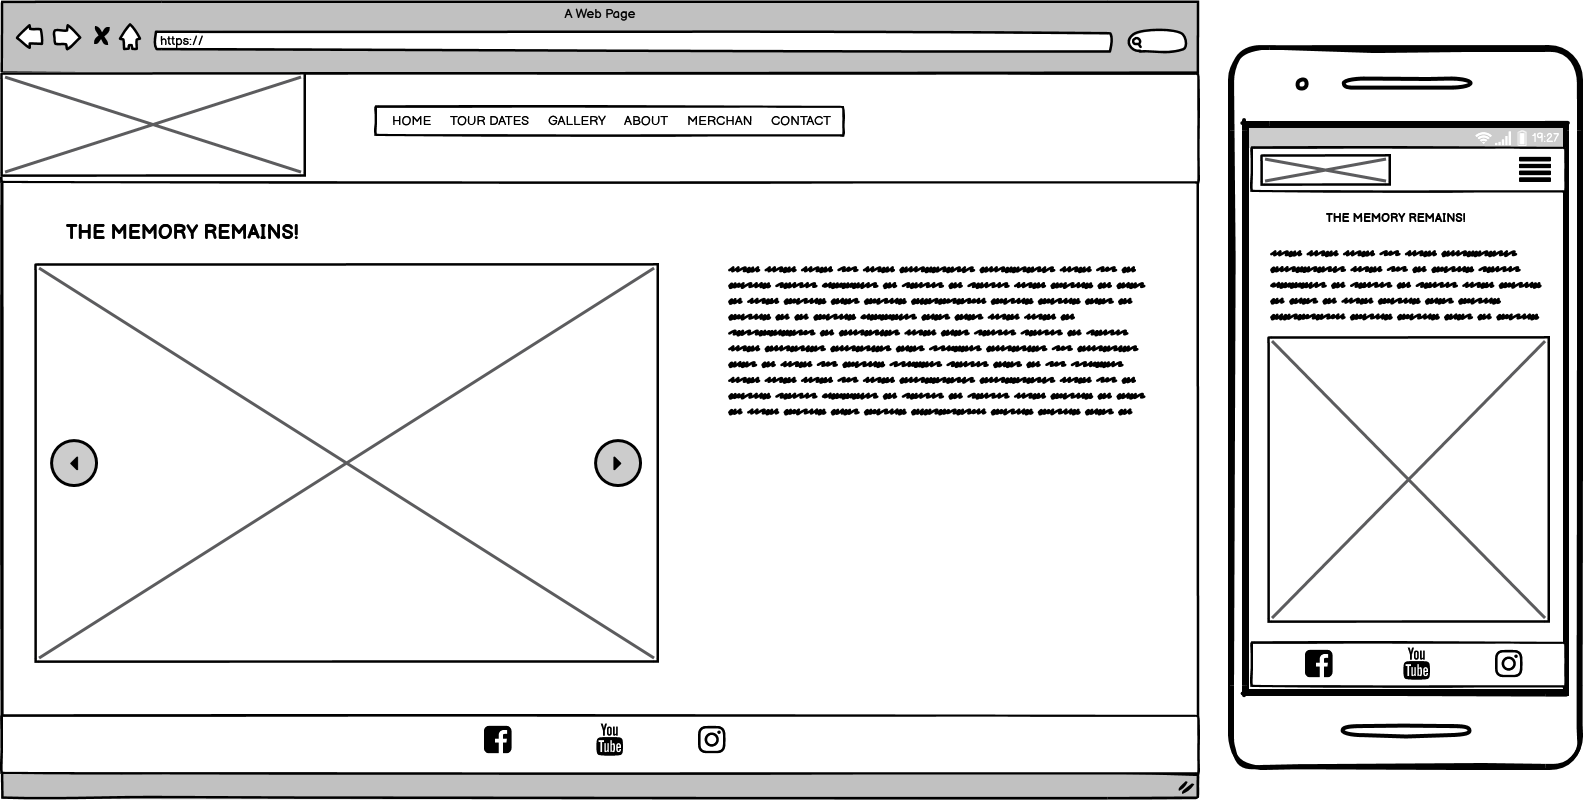 A Web Page
https://
HOME TOUR DATES GALLERY ABOUT MERCHAN CONTACT
THE MEMORY REMAINS!
You
Tube
19:27
THE MEMORY REMAINS!
You
Tube